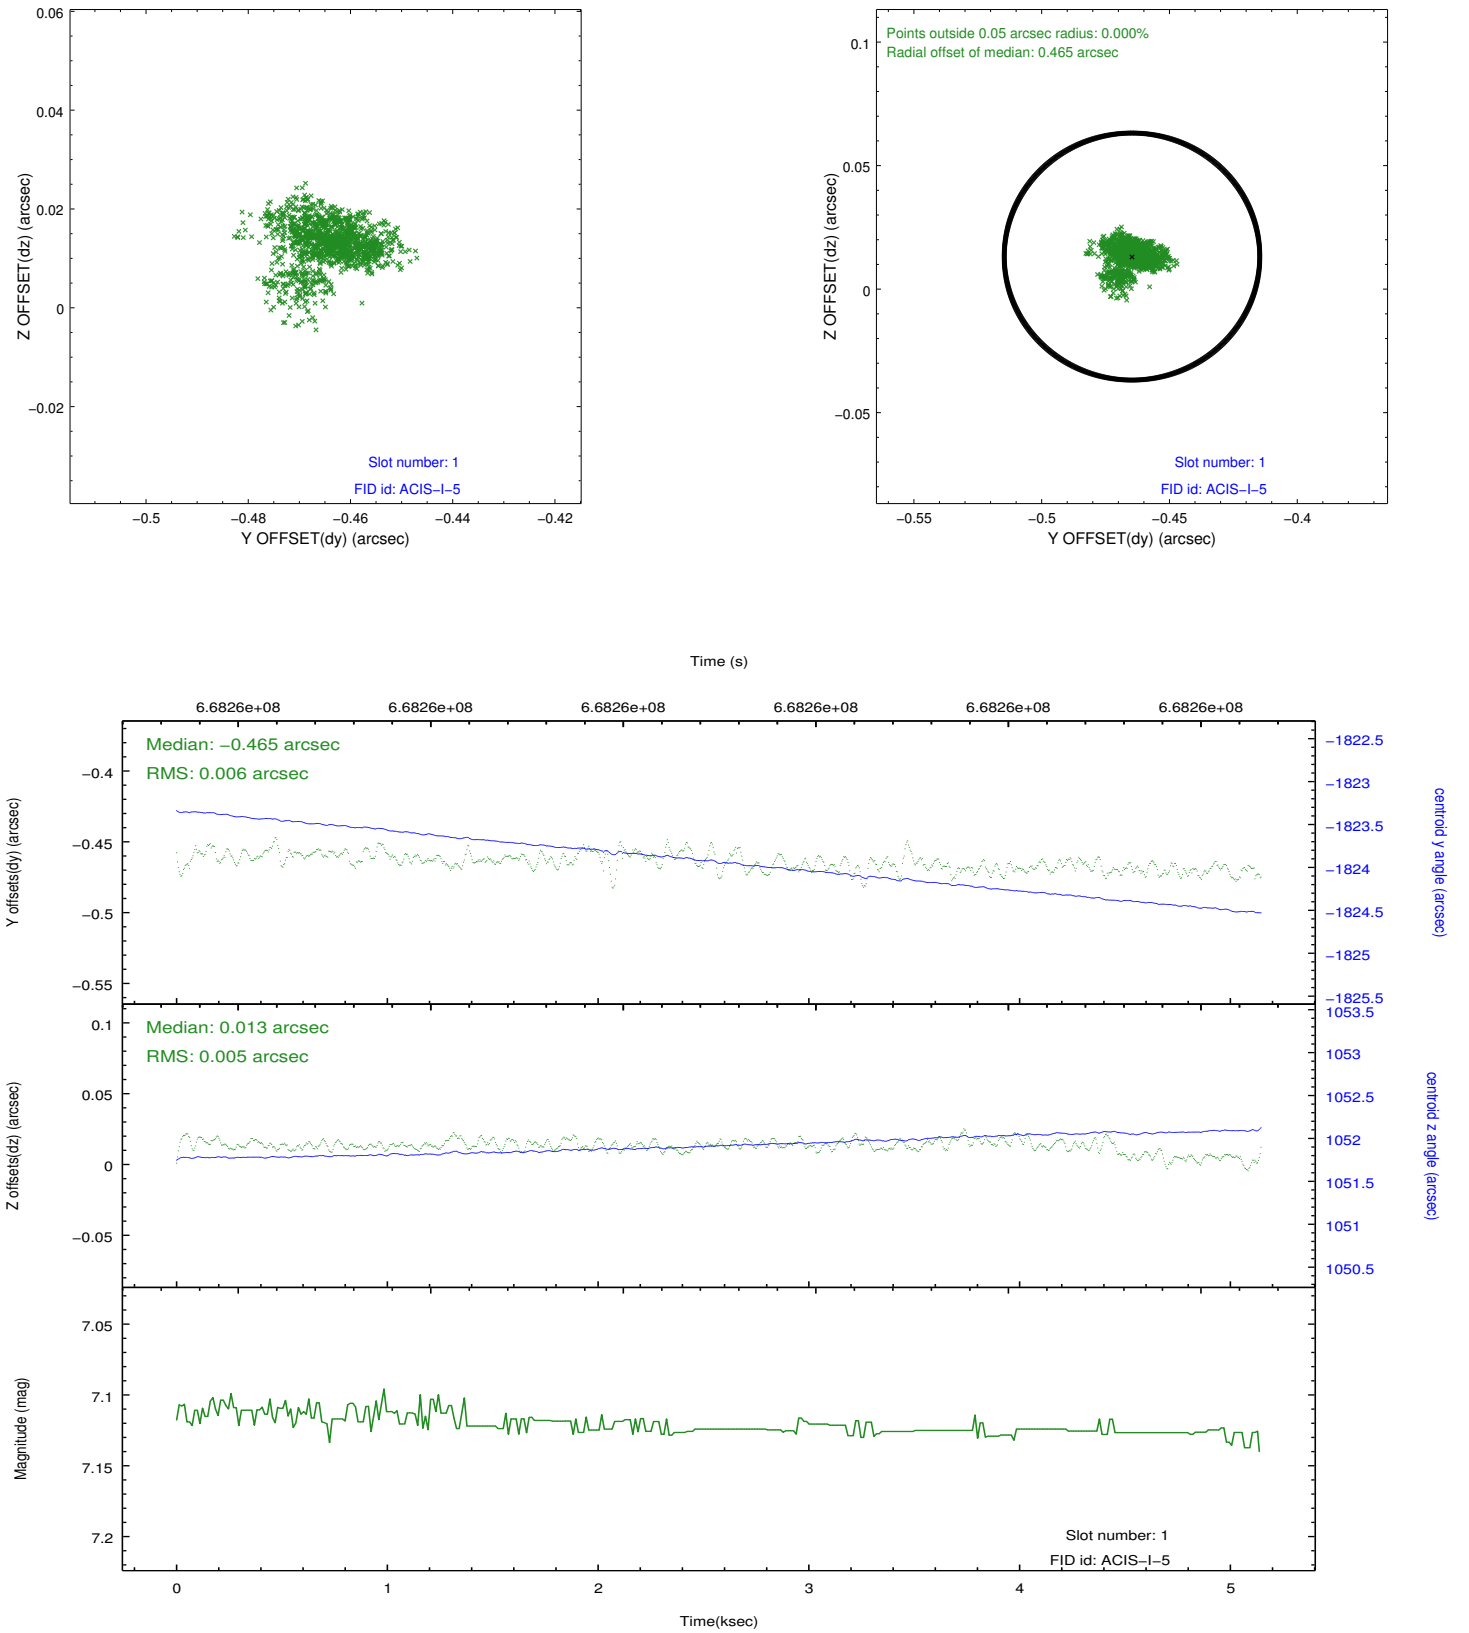 0.06
0.04
0.02
0
−0.02
Z OFFSET(dz) (arcsec)
Slot number: 1
FID id: ACIS−I−5
−0.5
−0.48
−0.46
−0.44
−0.42
Y OFFSET(dy) (arcsec)
Points outside 0.05 arcsec radius: 0.000%
Radial offset of median: 0.465 arcsec
0.1
0.05
0
−0.05
Z OFFSET(dz) (arcsec)
Slot number: 1
FID id: ACIS−I−5
−0.55
−0.5
−0.45
−0.4
Y OFFSET(dy) (arcsec)
Time (s)
6.6826e+08
6.6826e+08
6.6826e+08
6.6826e+08
6.6826e+08
6.6826e+08
Median: −0.465 arcsec
RMS: 0.006 arcsec
−0.4
−0.45
−0.5
−0.55
Y offsets(dy) (arcsec)
−1822.5
−1823
−1823.5
−1824
−1824.5
−1825
−1825.5
centroid y angle (arcsec)
Median: 0.013 arcsec
RMS: 0.005 arcsec
0.1
0.05
0
−0.05
Z offsets(dz) (arcsec)
1053.5
1053
1052.5
1052
1051.5
1051
1050.5
centroid z angle (arcsec)
7.05
7.1
7.15
7.2
Magnitude (mag)
Slot number: 1
FID id: ACIS−I−5
0
1
2
3
4
5
Time(ksec)